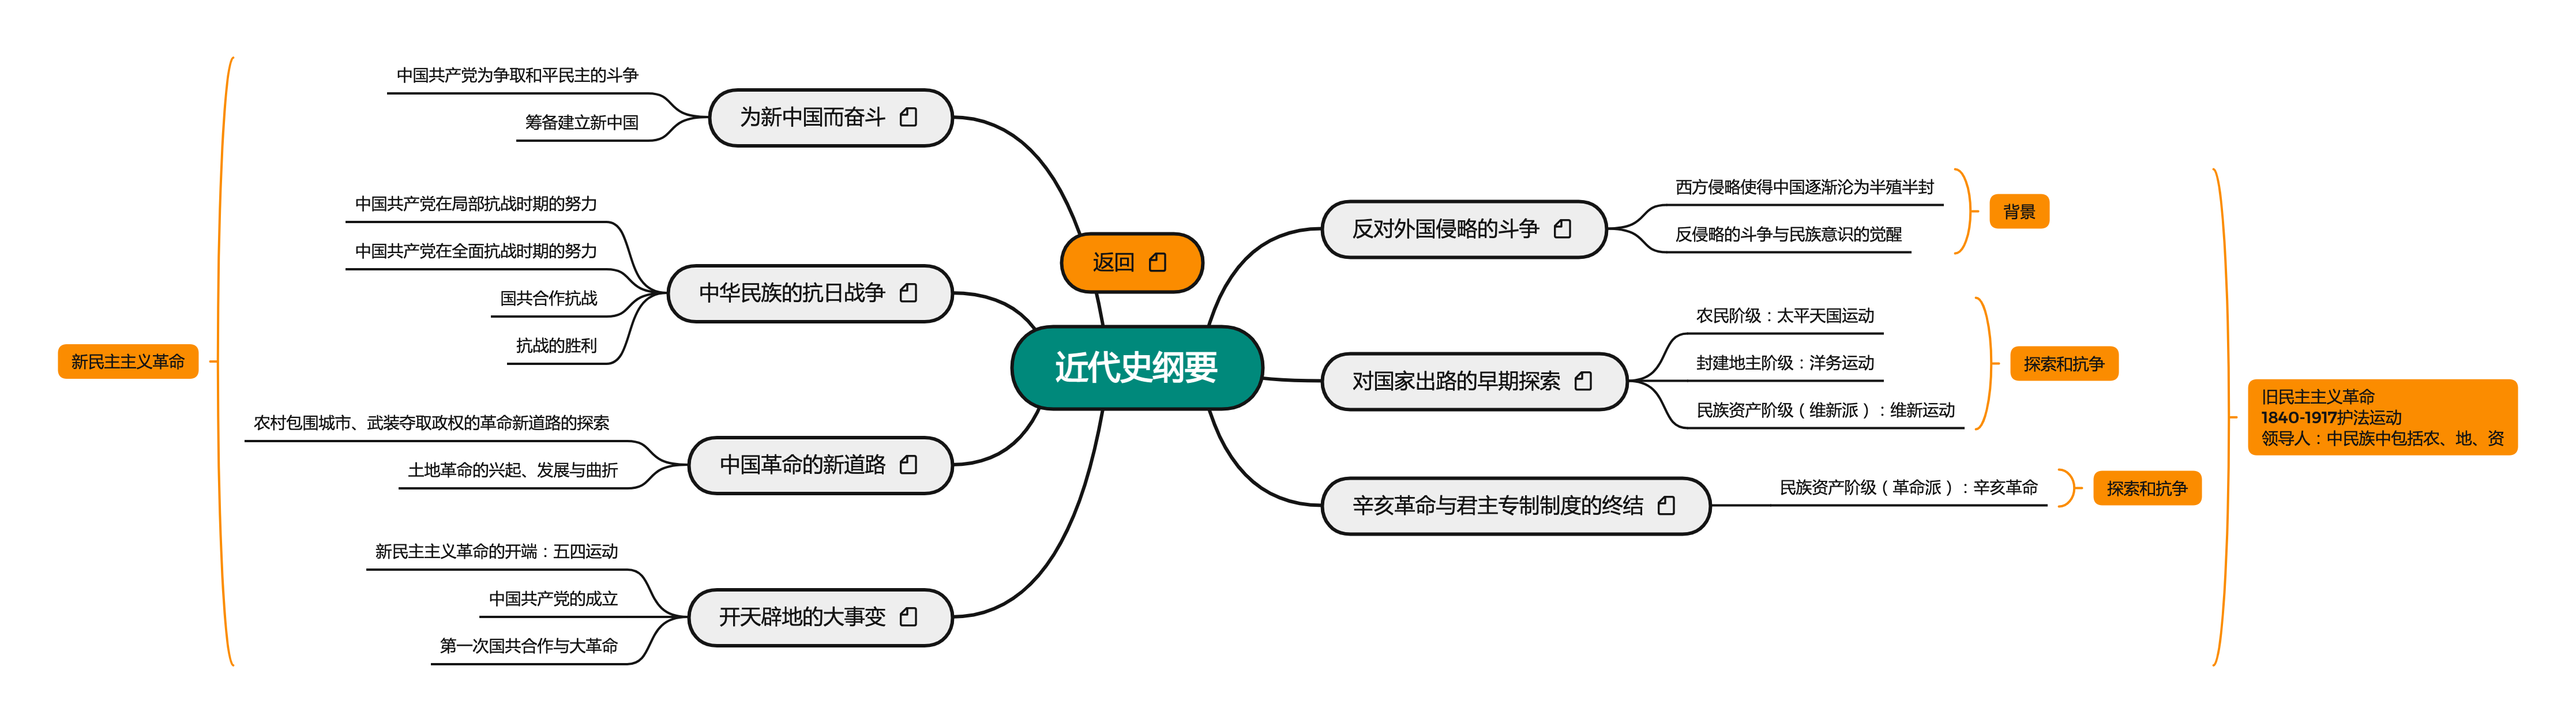 近代史纲要
返回
反对外国侵略的斗争
西方侵略使得中国逐渐沦为半殖半封
反侵略的斗争与民族意识的觉醒
背景
对国家出路的早期探索
农民阶级：太平天国运动
封建地主阶级：洋务运动
民族资产阶级（维新派）：维新运动
探索和抗争
辛亥革命与君主专制制度的终结
民族资产阶级（革命派）：辛亥革命
探索和抗争
旧民主主义革命
1840-1917护法运动
领导人：中民族中包括农、地、资
为新中国而奋斗
中国共产党为争取和平民主的斗争
筹备建立新中国
中华民族的抗日战争
中国共产党在局部抗战时期的努力
中国共产党在全面抗战时期的努力
国共合作抗战
抗战的胜利
中国革命的新道路
农村包围城市、武装夺取政权的革命新道路的探索
土地革命的兴起、发展与曲折
开天辟地的大事变
新民主主义革命的开端：五四运动
中国共产党的成立
第一次国共合作与大革命
新民主主义革命